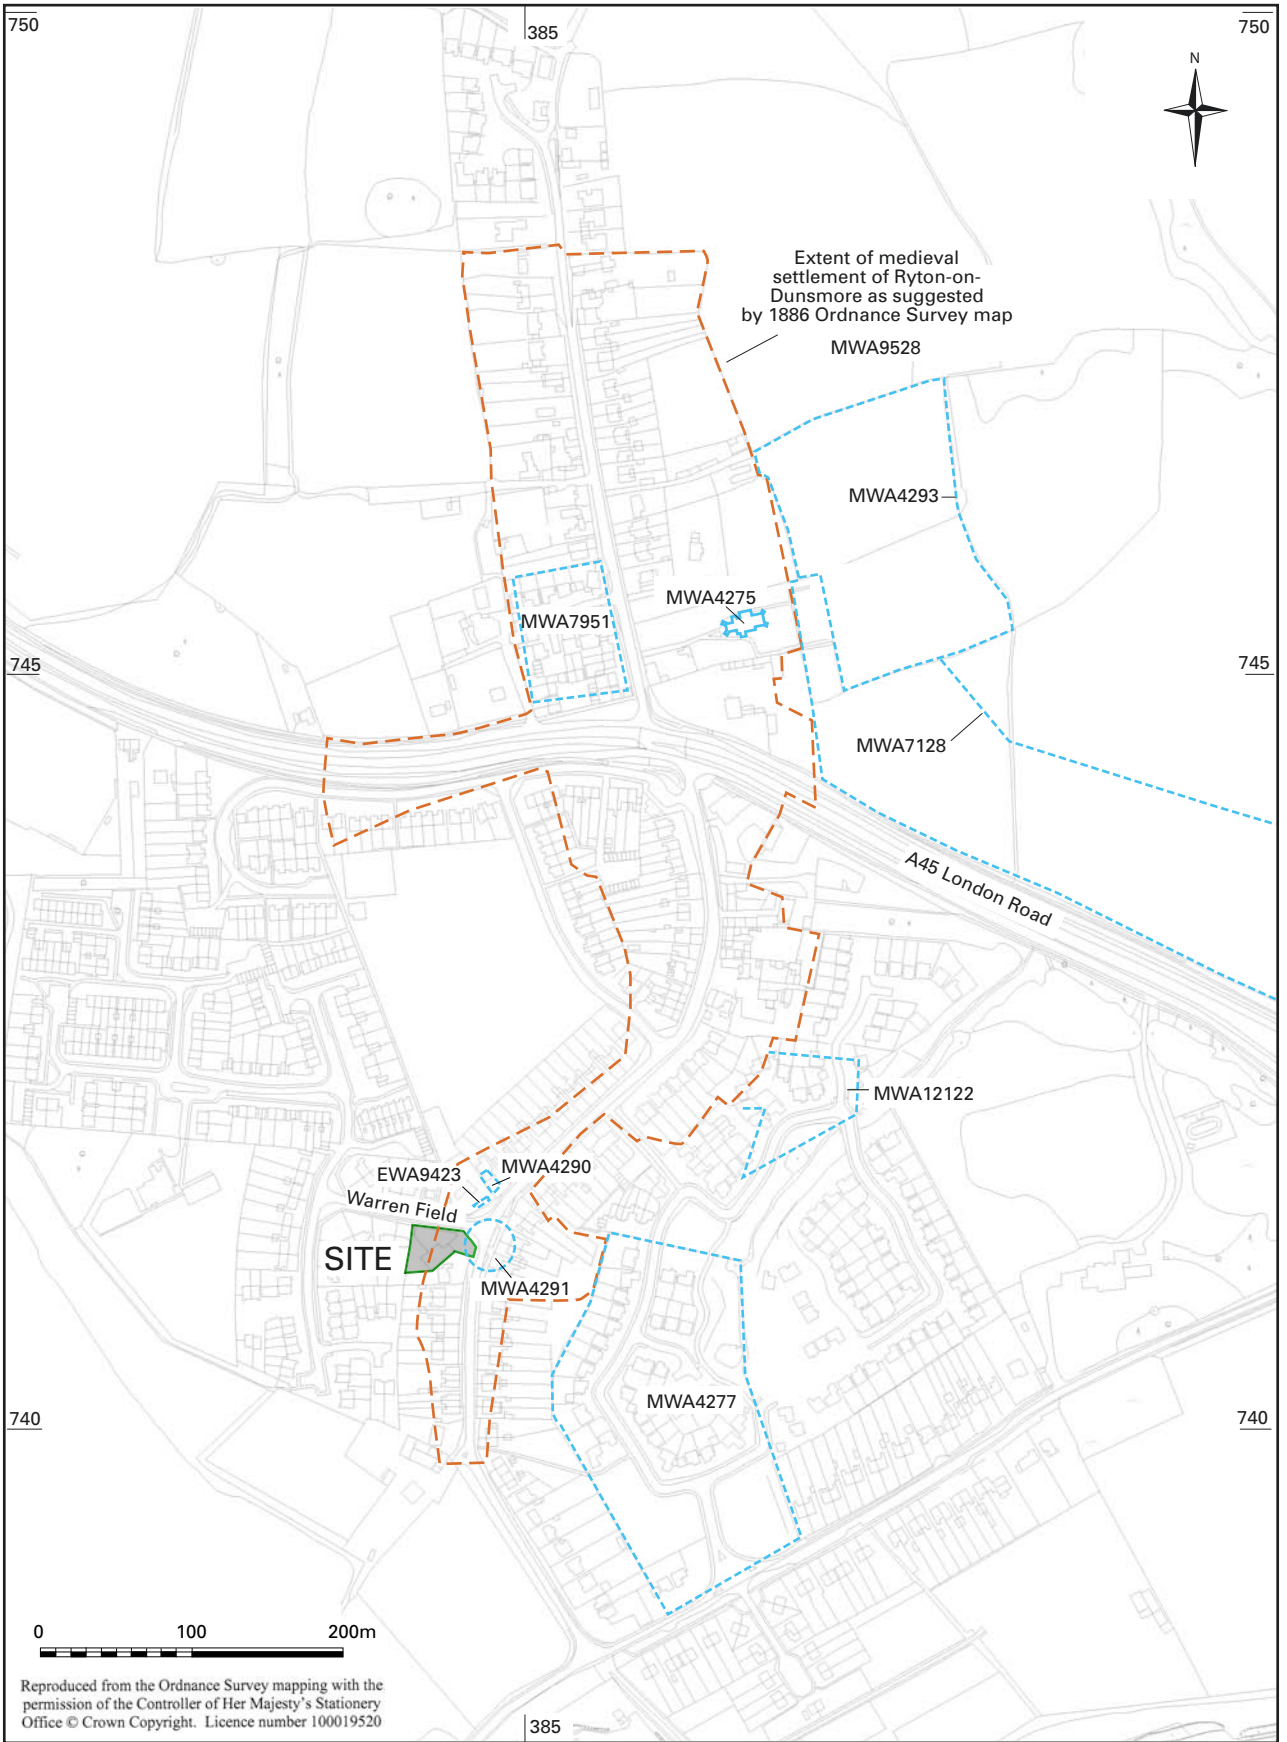 750
385
750
N
Extent of medieval
settlement of Ryton-on-
Dunsmore as suggested
by 1886 Ordnance Survey map
MWA9528
MWA4293
MWA4275
MWA7951
745
745
MWA7128
A45 London Road
MWA12122
EWA9423
MWA4290
Warren Field
SITE
MWA4291
MWA4277
740
740
0 100 200m
Reproduced from the Ordnance Survey mapping with the
permission of the Controller of Her Majesty's Stationery
Office © Crown Copyright. Licence number 100019520
385